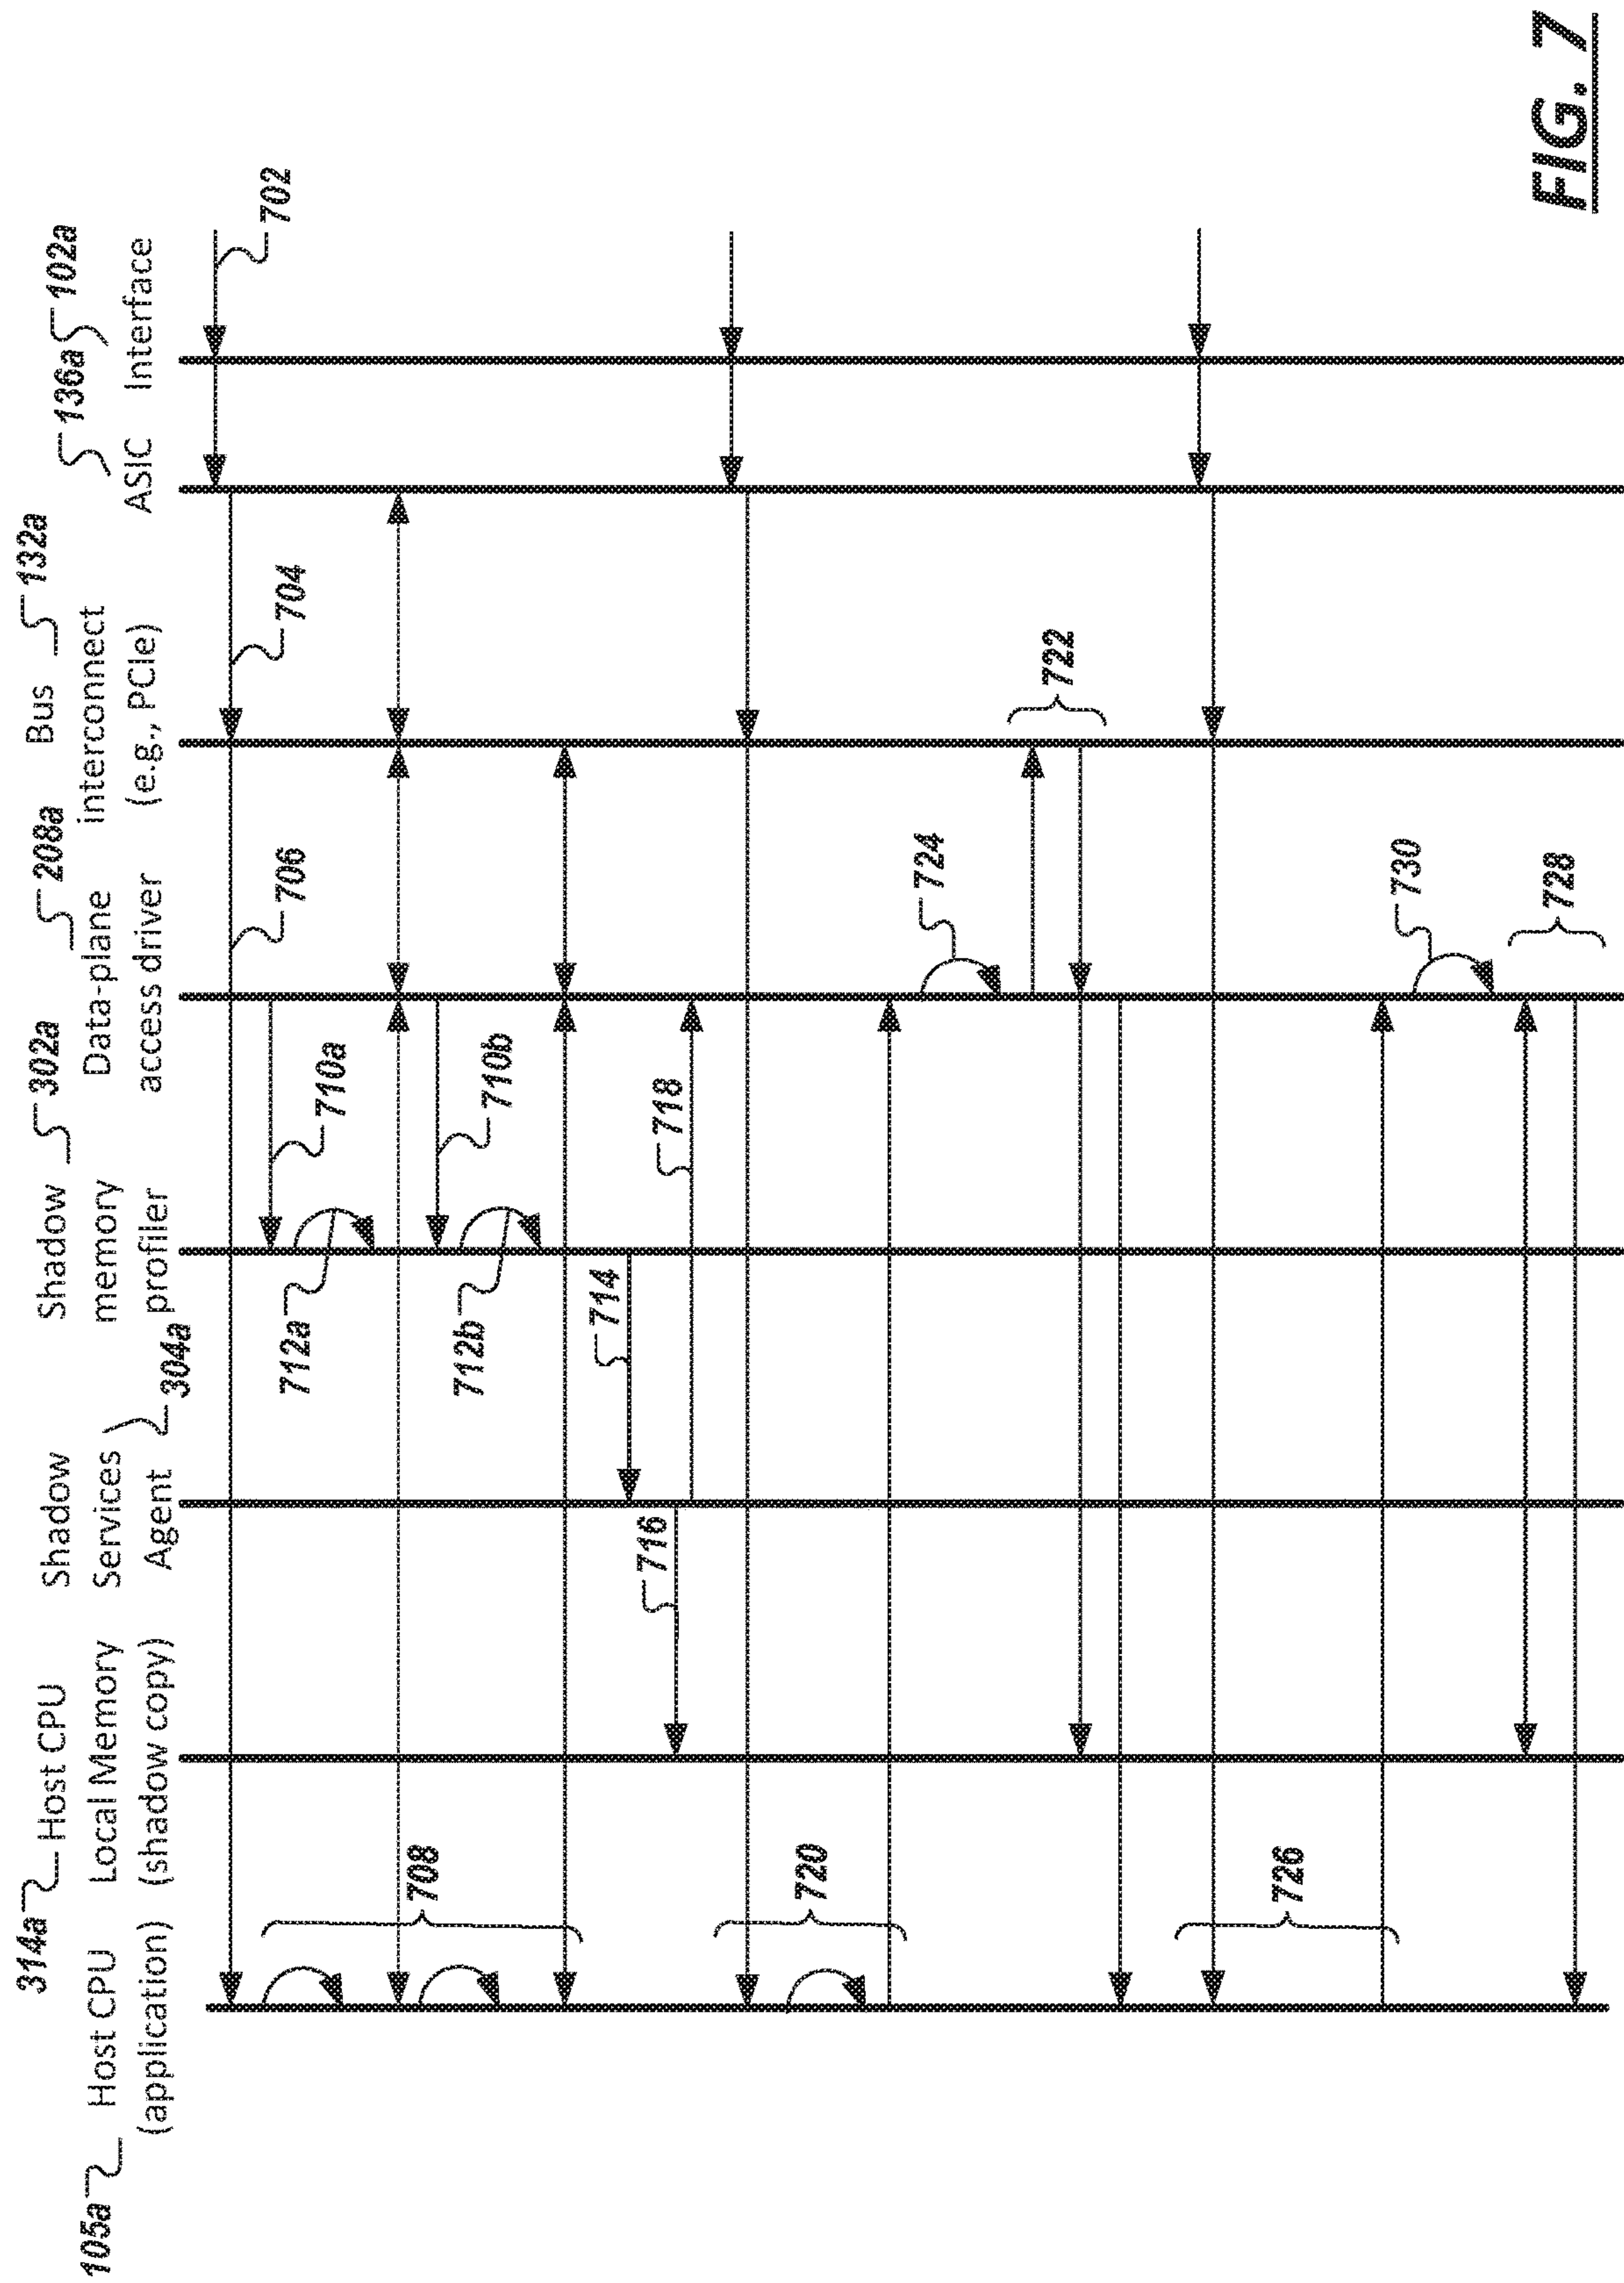 105a
Host CPU
(application)
314a
Host CPU
Local Memory
(shadow copy)
Shadow
Services
Agent
304a
Shadow
memory
profiler
302a
Data-plane
access driver
208a
Bus
interconnect
(e.g., PCIe)
132a
ASIC
136a
Interface
102a
702
704
706
708
710a
712a
710b
712b
714
716
718
720
724
722
726
730
728
FIG. 7